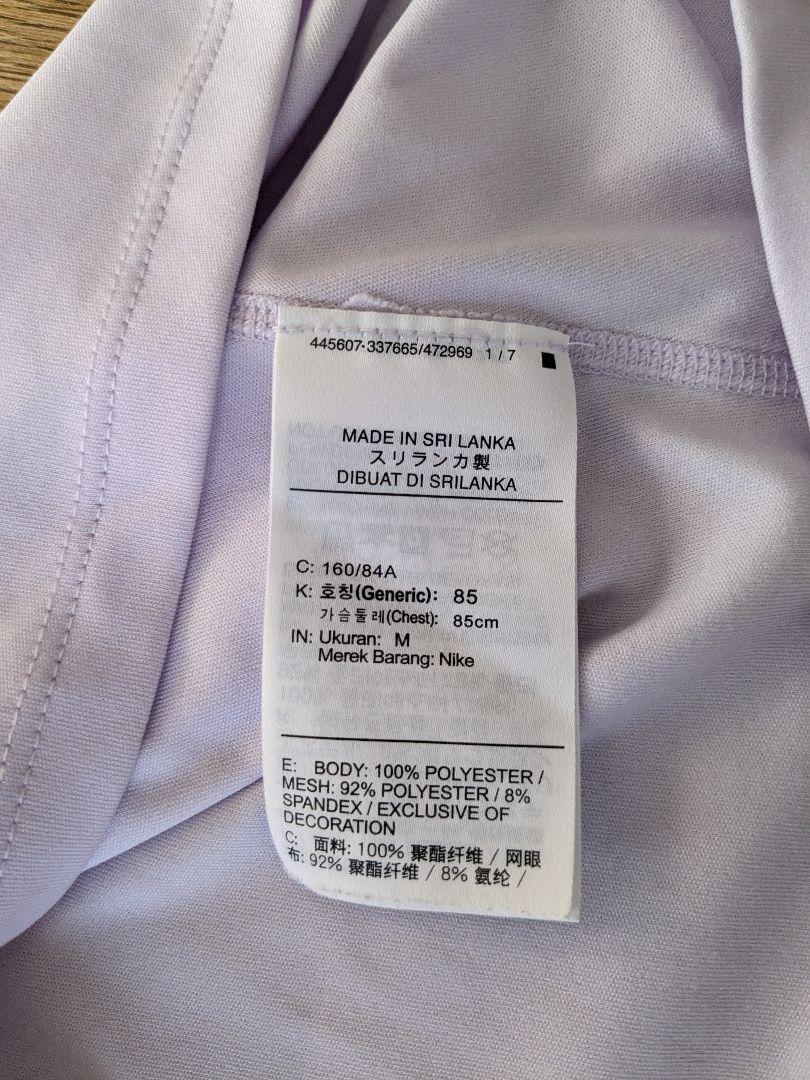 445607-337665/472969 1 / 7
MADE IN SRI LANKA
スリランカ製
DIBUAT DI SRILANKA
C: 160/84A
K: 호칭(Generic): 85
가슴둘레(Chest): 85cm
IN: Ukuran: M
Merek Barang: Nike
E: BODY: 100% POLYESTER /
MESH: 92% POLYESTER / 8%
SPANDEX / EXCLUSIVE OF
DECORATION
C: 面料: 100% 聚酯纤维 / 网眼
布: 92% 聚酯纤维 / 8% 氨纶 /